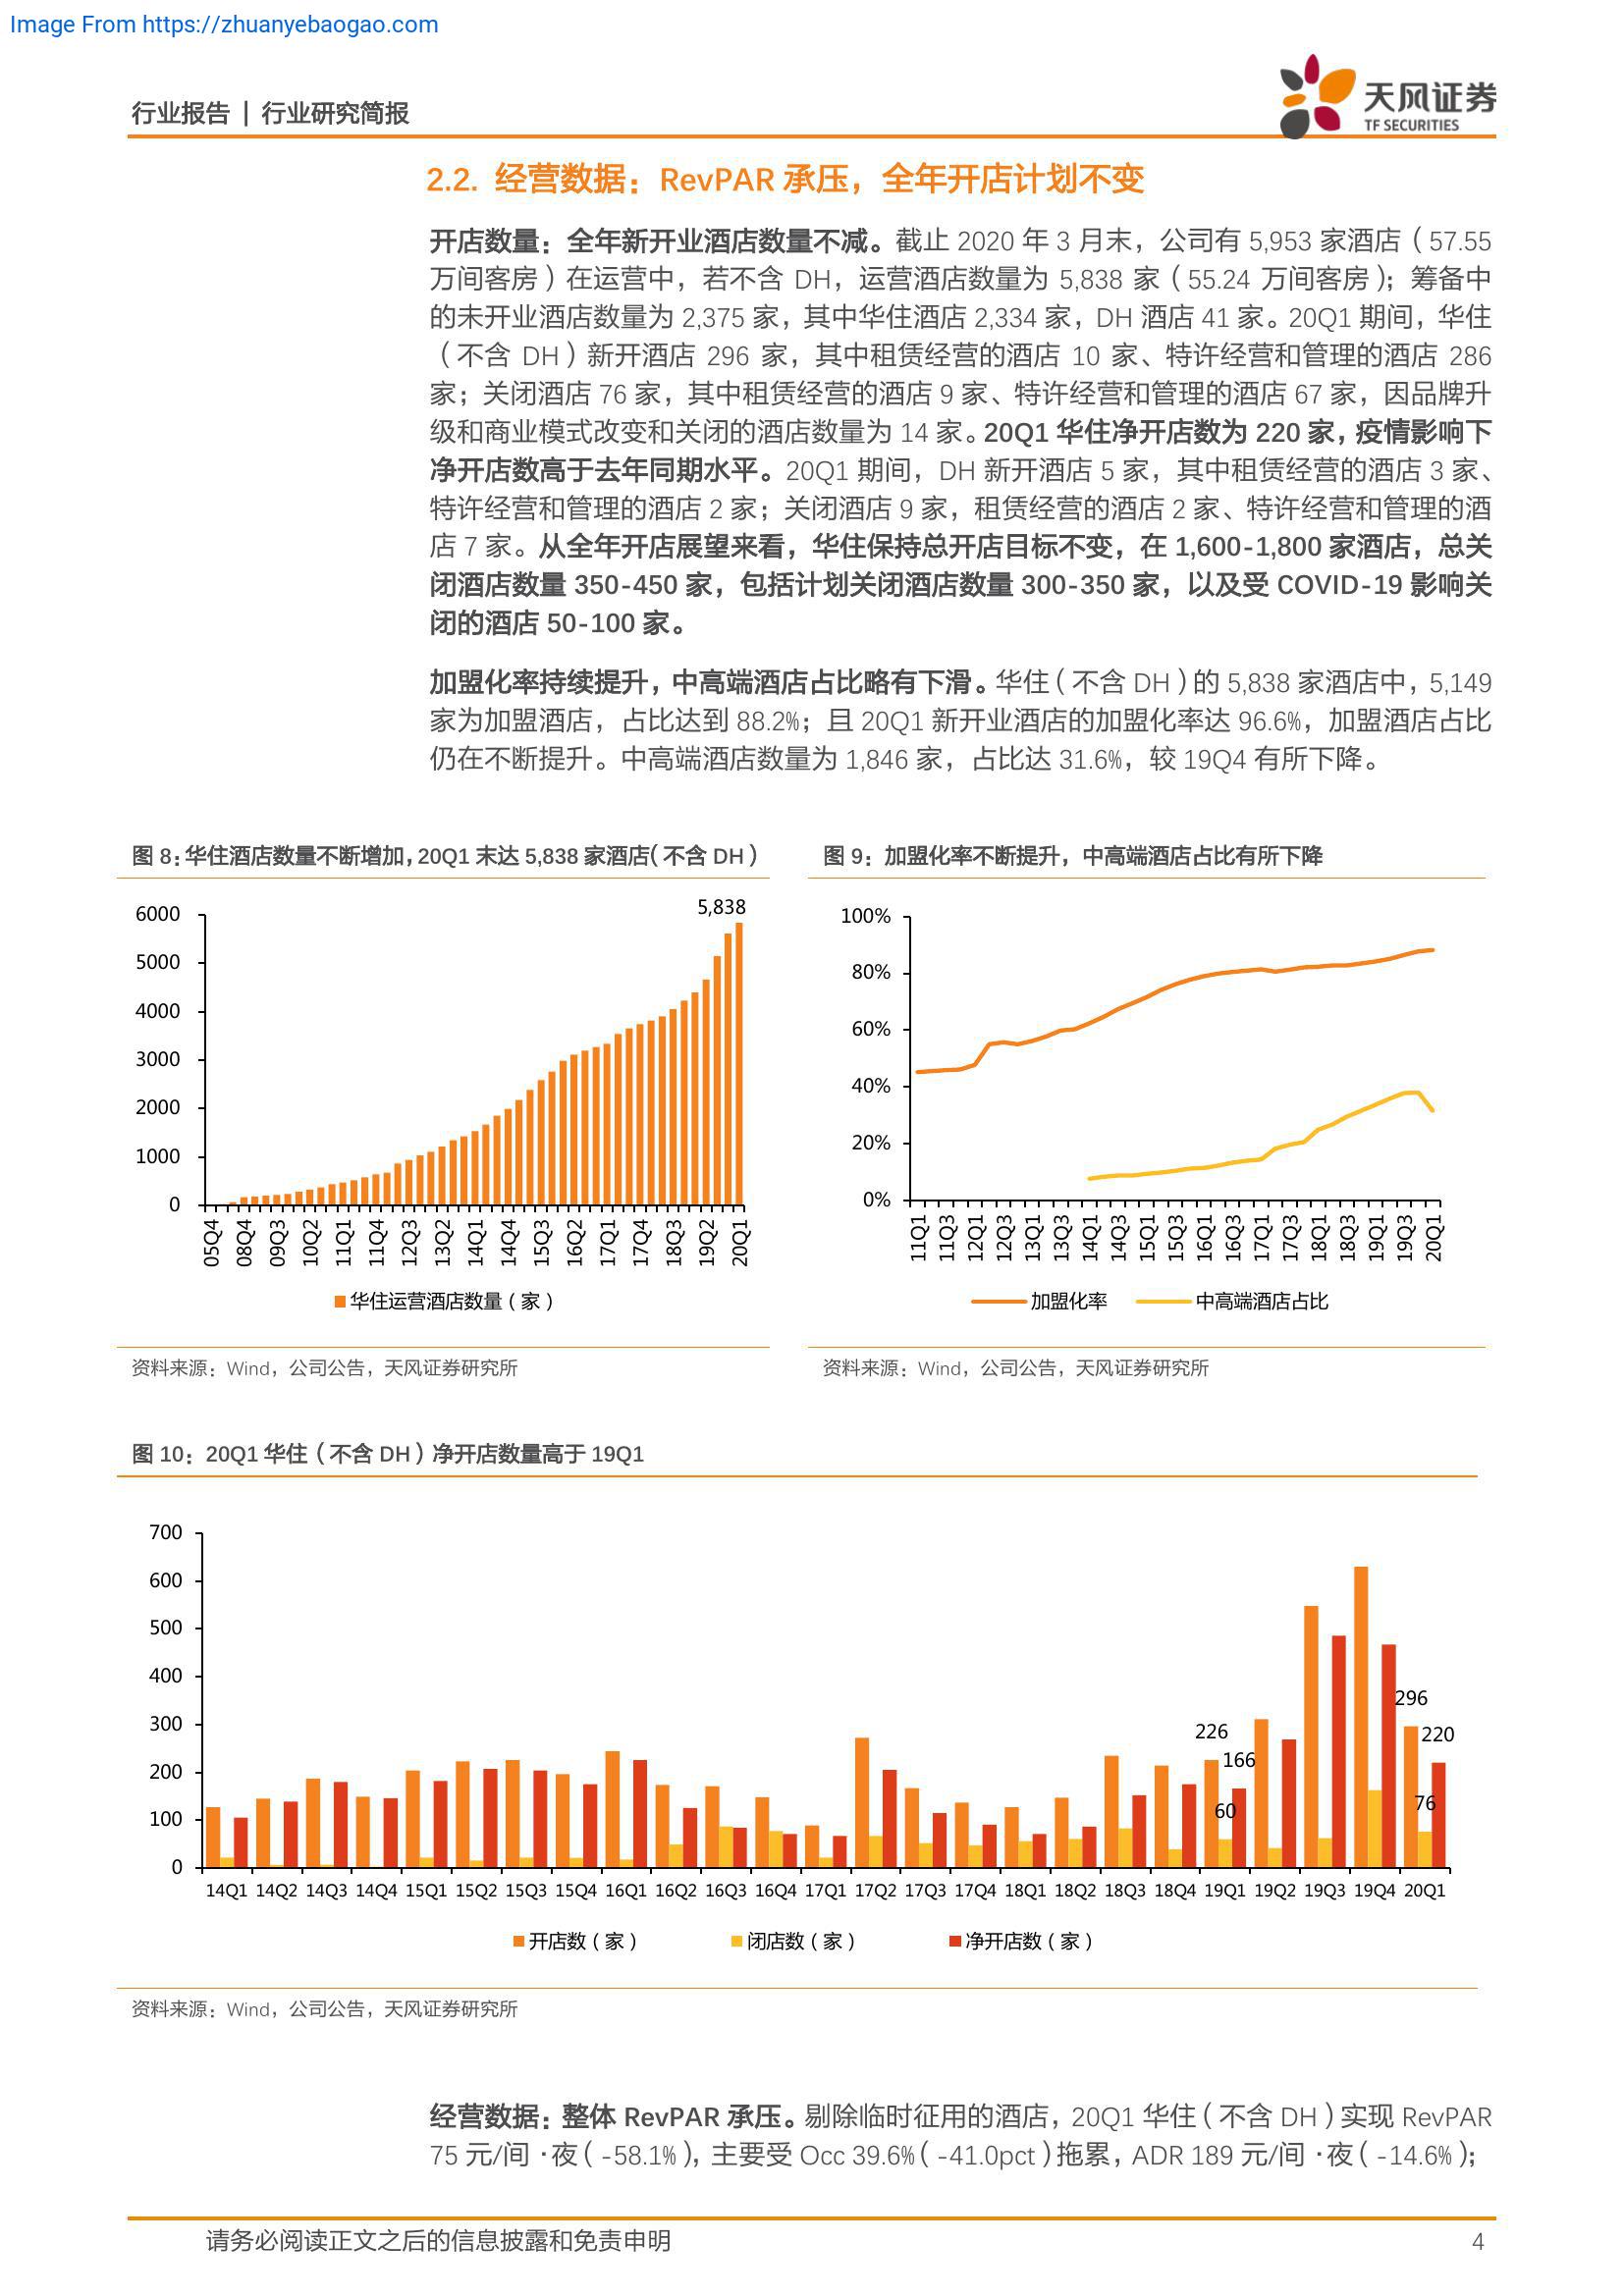 Image From https://zhuanyebaogao.com
行业报告 | 行业研究简报
天风证券
TF SECURITIES
2.2. 经营数据：RevPAR 承压，全年开店计划不变
开店数量：全年新开业酒店数量不减。截止 2020 年 3 月末，公司有 5,953 家酒店（57.55
万间客房）在运营中，若不含 DH，运营酒店数量为 5,838 家（55.24 万间客房）；筹备中
的未开业酒店数量为 2,375 家，其中华住酒店 2,334 家，DH 酒店 41 家。20Q1 期间，华住
（不含 DH）新开酒店 296 家，其中租赁经营的酒店 10 家、特许经营和管理的酒店 286
家；关闭酒店 76 家，其中租赁经营的酒店 9 家、特许经营和管理的酒店 67 家，因品牌升
级和商业模式改变和关闭的酒店数量为 14 家。20Q1 华住净开店数为 220 家，疫情影响下
净开店数高于去年同期水平。20Q1 期间，DH 新开酒店 5 家，其中租赁经营的酒店 3 家、
特许经营和管理的酒店 2 家；关闭酒店 9 家，租赁经营的酒店 2 家、特许经营和管理的酒
店 7 家。从全年开店展望来看，华住保持总开店目标不变，在 1,600-1,800 家酒店，总关
闭酒店数量 350-450 家，包括计划关闭酒店数量 300-350 家，以及受 COVID-19 影响关
闭的酒店 50-100 家。
加盟化率持续提升，中高端酒店占比略有下滑。华住（不含 DH）的 5,838 家酒店中，5,149
家为加盟酒店，占比达到 88.2%；且 20Q1 新开业酒店的加盟化率达 96.6%，加盟酒店占比
仍在不断提升。中高端酒店数量为 1,846 家，占比达 31.6%，较 19Q4 有所下降。
图 8：华住酒店数量不断增加，20Q1 末达 5,838 家酒店（不含 DH）
6000
5000
4000
3000
2000
1000
0
5,838
05Q4 08Q4 09Q3 10Q2 11Q1 11Q4 12Q3 13Q2 14Q1 14Q4 15Q3 16Q2 17Q1 17Q4 18Q3 19Q2 20Q1
华住运营酒店数量（家）
资料来源：Wind，公司公告，天风证券研究所
图 9：加盟化率不断提升，中高端酒店占比有所下降
100%
80%
60%
40%
20%
0%
11Q1 11Q3 12Q1 12Q3 13Q1 13Q3 14Q1 14Q3 15Q1 15Q3 16Q1 16Q3 17Q1 17Q3 18Q1 18Q3 19Q1 19Q3 20Q1
加盟化率 中高端酒店占比
资料来源：Wind，公司公告，天风证券研究所
图 10：20Q1 华住（不含 DH）净开店数量高于 19Q1
700
600
500
400
300
200
100
0
226
166
60
296
220
76
14Q1 14Q2 14Q3 14Q4 15Q1 15Q2 15Q3 15Q4 16Q1 16Q2 16Q3 16Q4 17Q1 17Q2 17Q3 17Q4 18Q1 18Q2 18Q3 18Q4 19Q1 19Q2 19Q3 19Q4 20Q1
开店数（家） 闭店数（家） 净开店数（家）
资料来源：Wind，公司公告，天风证券研究所
经营数据：整体 RevPAR 承压。剔除临时征用的酒店，20Q1 华住（不含 DH）实现 RevPAR
75 元/间·夜（-58.1%），主要受 Occ 39.6%（-41.0pct）拖累，ADR 189 元/间·夜（-14.6%）；
请务必阅读正文之后的信息披露和免责申明
4